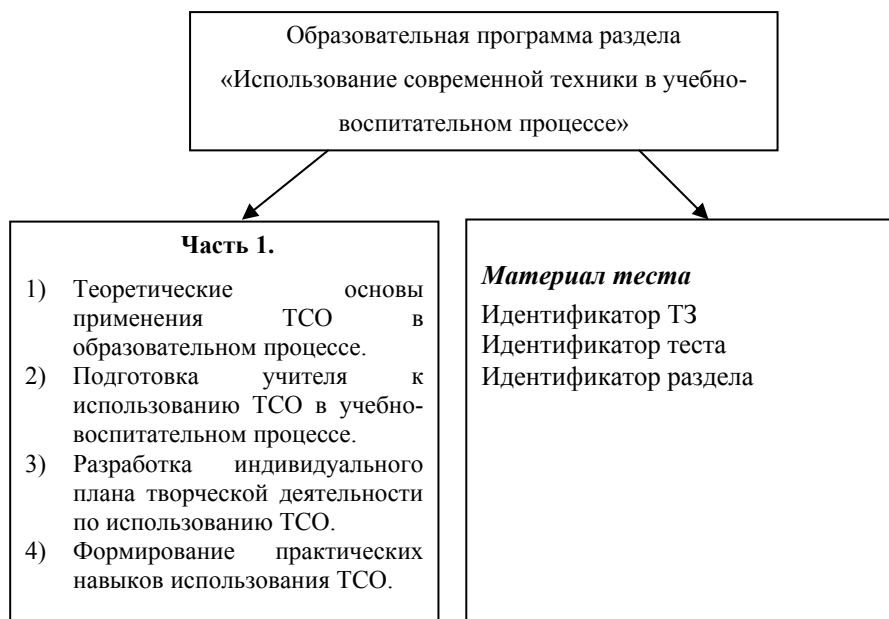 Образовательная программа раздела
«Использование современной техники в учебно-
воспитательном процессе»
Часть 1.
1) Теоретические основы
применения ТСО в
образовательном процессе.
2) Подготовка учителя к
использованию ТСО в учебно-
воспитательном процессе.
3) Разработка индивидуального
плана творческой деятельности
по использованию ТСО.
4) Формирование практических
навыков использования ТСО.
Материал теста
Идентификатор ТЗ
Идентификатор теста
Идентификатор раздела